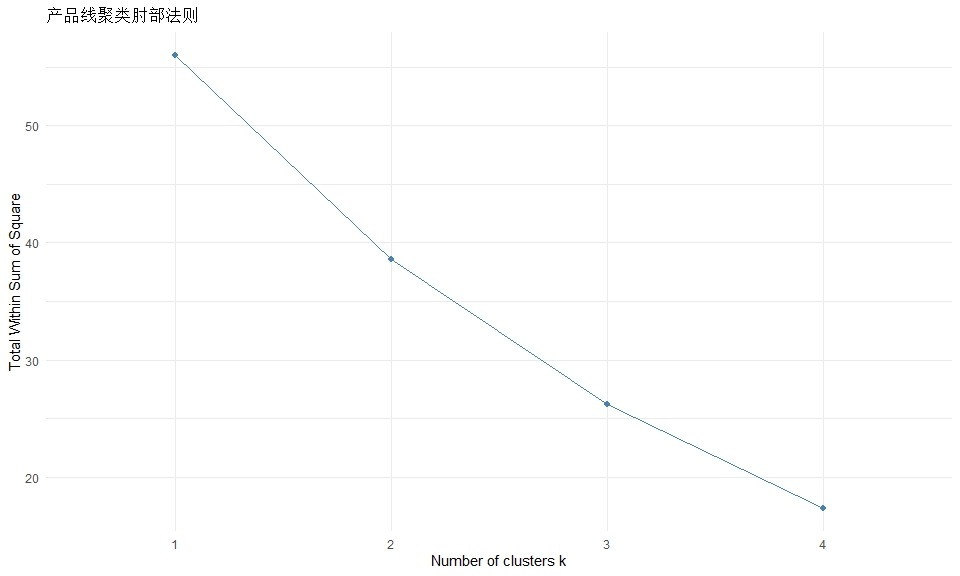 产品线聚类肘部法则
50
40
30
20
Total Within Sum of Square
1 2 3 4
Number of clusters k